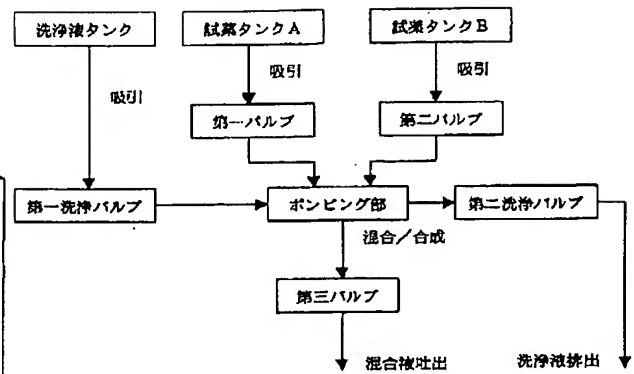 洗浄液タンク
試薬タンクA
試薬タンクB
吸引
吸引
吸引
第一バルブ
第二バルブ
第一洗浄バルブ
ポンピング部
第二洗浄バルブ
混合/合成
第三バルブ
混合液吐出
洗浄液排出